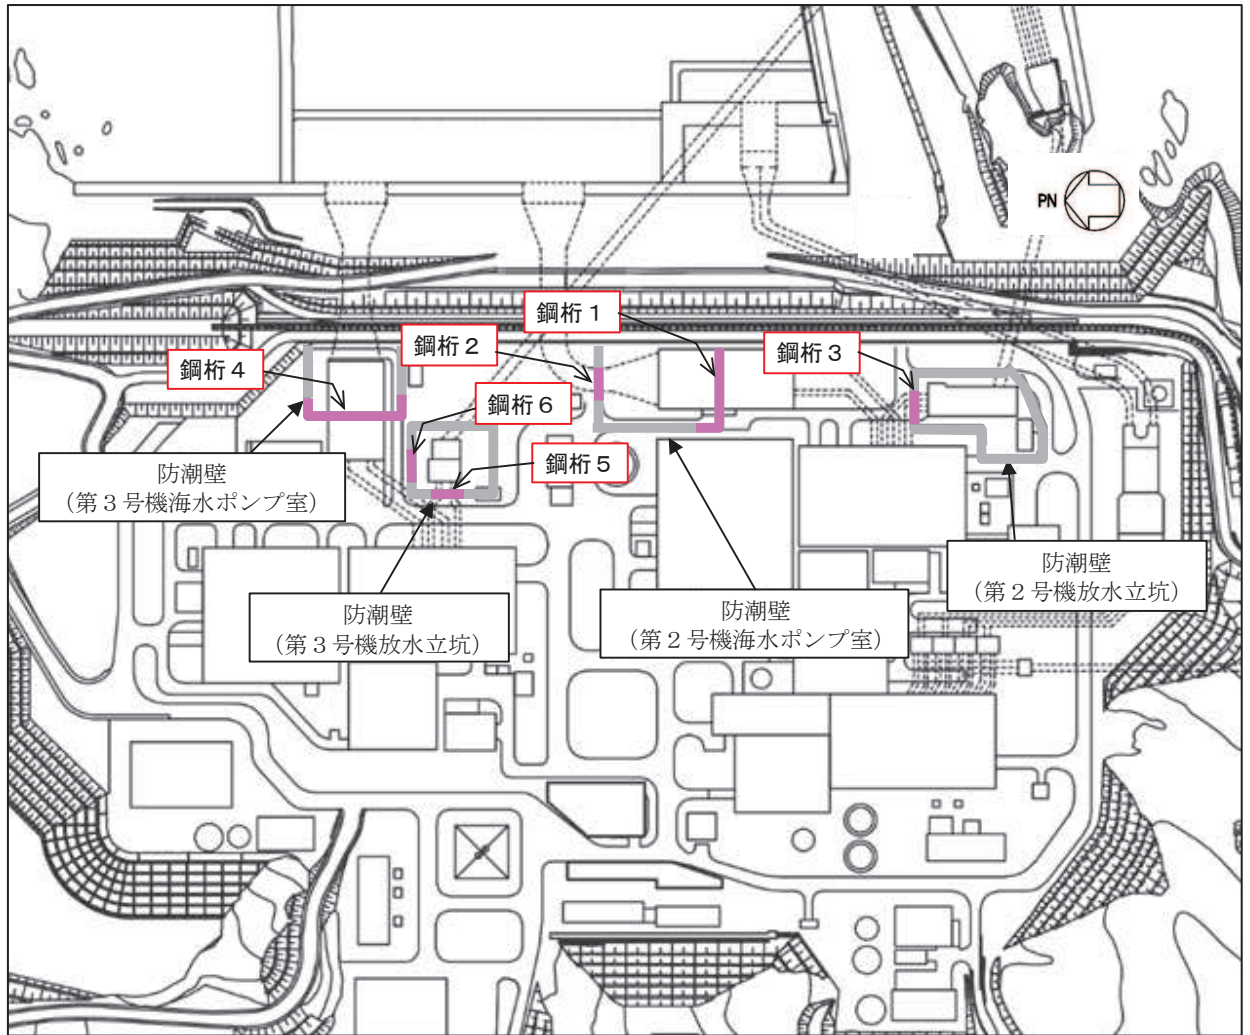 PN
鋼桁１
鋼桁２
鋼桁３
鋼桁４
鋼桁６
鋼桁５
防潮壁
（第３号機海水ポンプ室）
防潮壁
（第２号機放水立坑）
防潮壁
（第３号機放水立坑）
防潮壁
（第２号機海水ポンプ室）